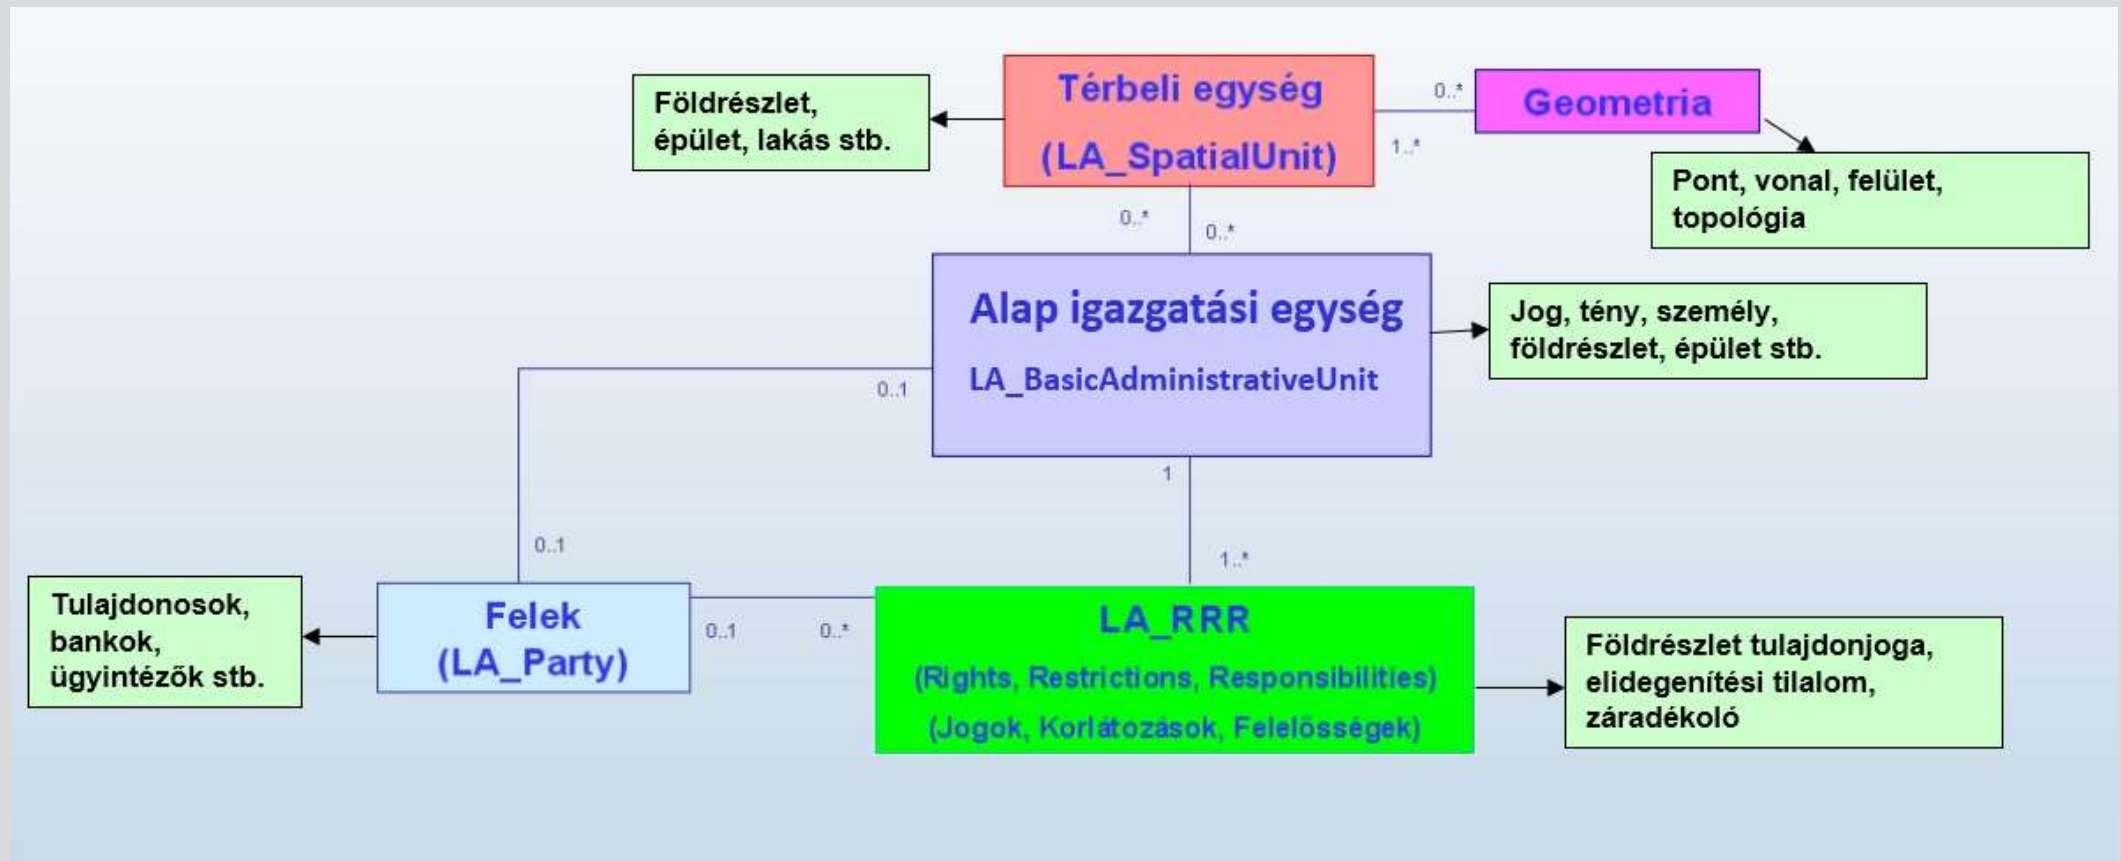 Térbeli egység
(LA_SpatialUnit)
Földrészlet,
épület, lakás stb.
0..*
1..*
Geometria
Pont, vonal, felület,
topológia
0..*
0..*
Alap igazgatási egység
LA_BasicAdministrativeUnit
Jog, tény, személy,
földrészlet, épület stb.
0..1
0..1
1
1..*
Tulajdonosok,
bankok,
ügyintézők stb.
Felek
(LA_Party)
0..1
0..*
LA_RRR
(Rights, Restrictions, Responsibilities)
(Jogok, Korlátozások, Felelősségek)
Földrészlet tulajdonjoga,
elidegenítési tilalom,
záradékoló